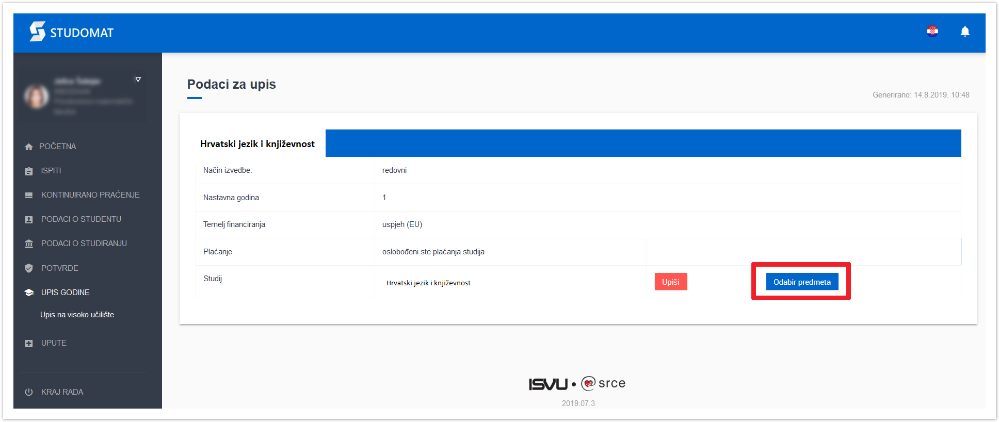 STUDOMAT
POČETNA
ISPITI
KONTINUIRANO PRAĆENJE
PODACI O STUDENTU
PODACI O STUDIRANJU
POTVRDE
UPIS GODINE
Upis na visoko učilište
UPUTE
KRAJ RADA
Podaci za upis
Generirano: 14.8.2019. 10:48
Hrvatski jezik i književnost
Način izvedbe: redovni
Nastavna godina 1
Temelj financiranja uspjeh (EU)
Plaćanje oslobođeni ste plaćanja studija
Studij Hrvatski jezik i književnost Upiši Odabir predmeta
ISVU • srce
2019.07.3